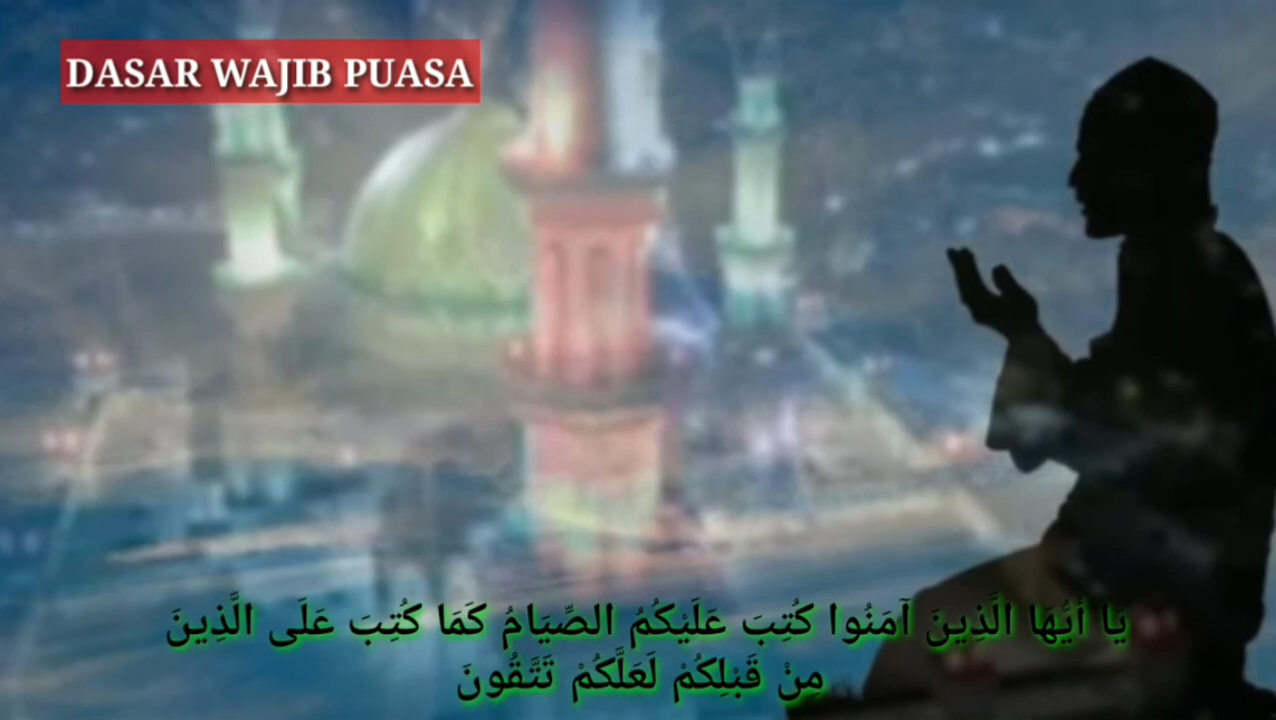 DASAR WAJIB PUASA
يَا أَيُّهَا الَّذِينَ آمَنُوا كُتِبَ عَلَيْكُمُ الصِّيَامُ كَمَا كُتِبَ عَلَى الَّذِينَ
مِنْ قَبْلِكُمْ لَعَلَّكُمْ تَتَّقُونَ